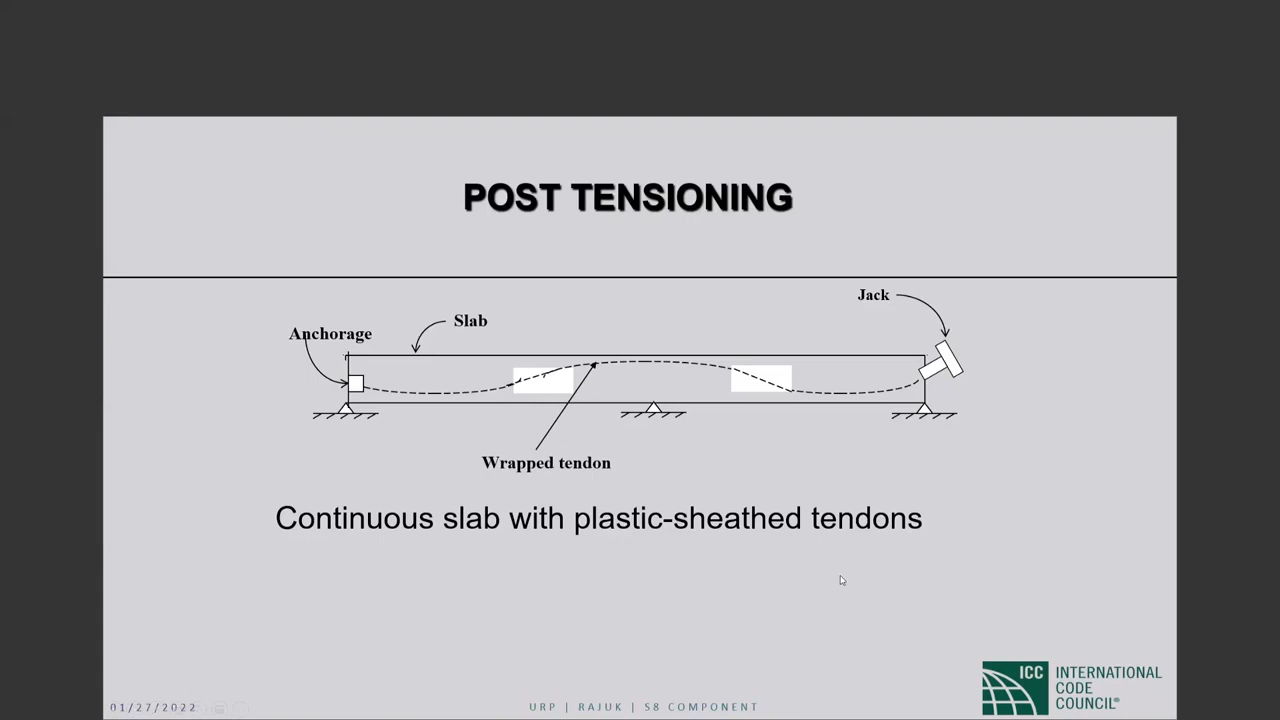 POST TENSIONING
Jack
Slab
Anchorage
Wrapped tendon
Continuous slab with plastic-sheathed tendons
ICC INTERNATIONAL
CODE
COUNCIL®
01/27/2022
URP | RAJUK | S8 COMPONENT